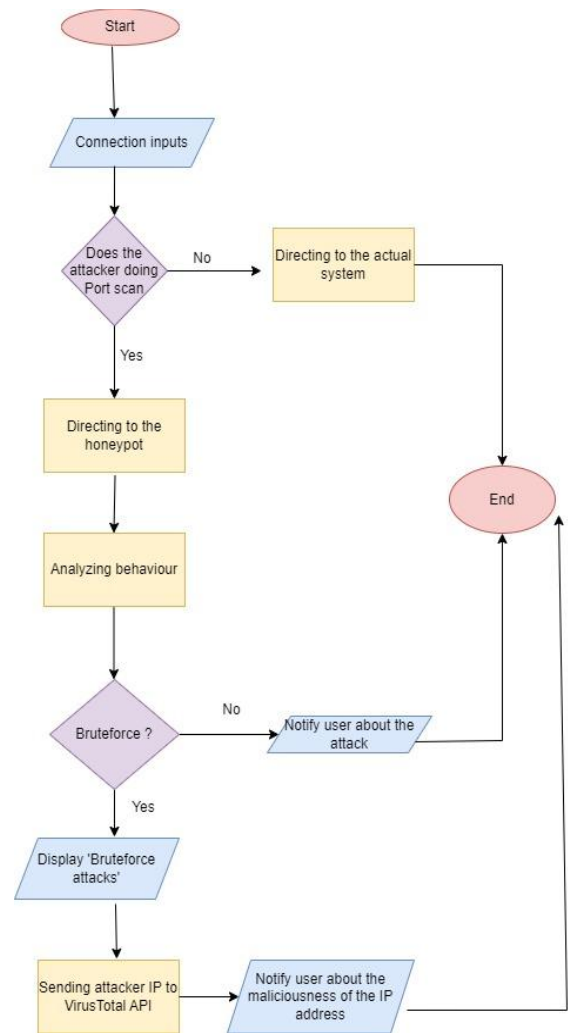 Start
Connection inputs
Does the
attacker doing
Port scan
No
Directing to the actual
system
Yes
Directing to the
honeypot
End
Analyzing behaviour
Bruteforce ?
No
Notify user about the
attack
Yes
Display 'Bruteforce
attacks'
Sending attacker IP to
VirusTotal API
Notify user about the
maliciousness of the IP
address